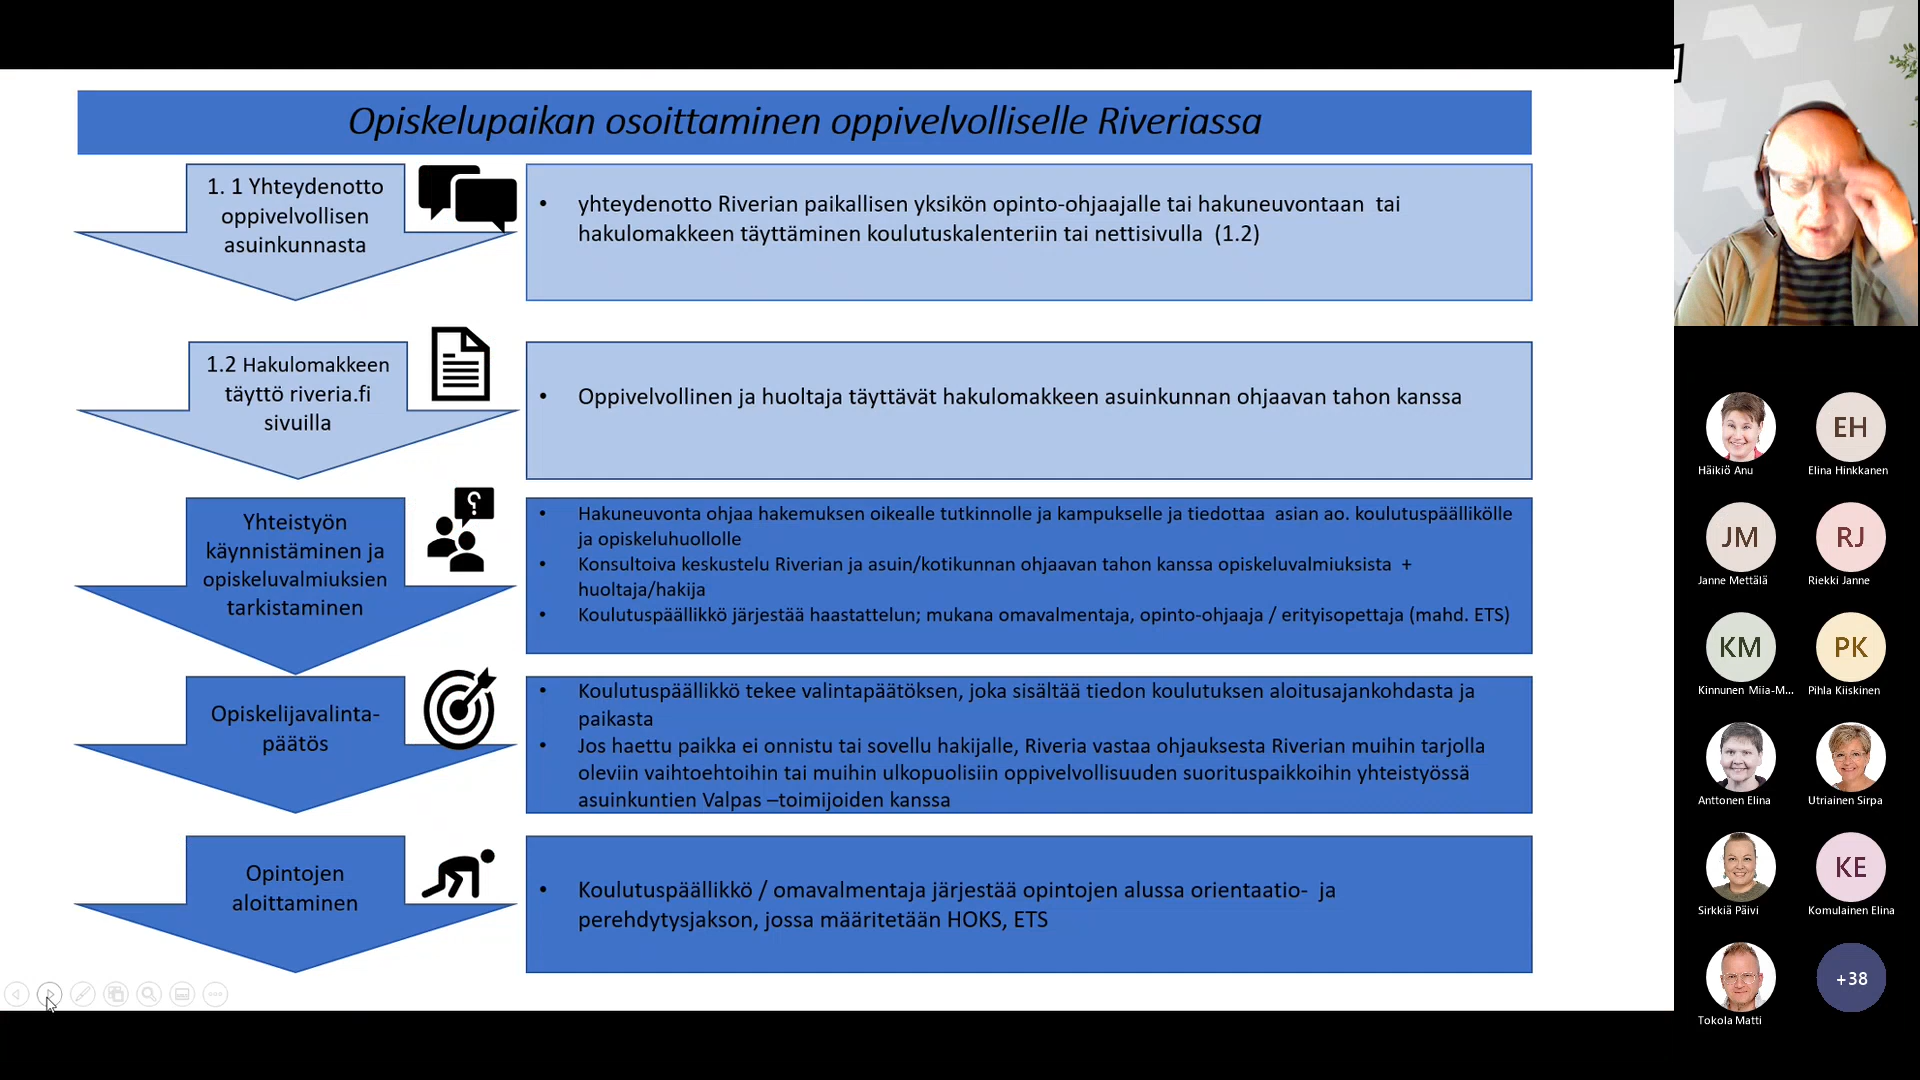 Opiskelupaikan osoittaminen oppivelvolliselle Riveriassa
1. 1 Yhteydenotto
oppivelvollisen
asuinkunnasta
• yhteydenotto Riverian paikallisen yksikön opinto-ohjaajalle tai hakuneuvontaan tai
hakulomakkeen täyttäminen koulutuskalenteriin tai nettisivulla (1.2)
1.2 Hakulomakkeen
täyttö riveria.fi
sivuilla
• Oppivelvollinen ja huoltaja täyttävät hakulomakkeen asuinkunnan ohjaavan tahon kanssa
Yhteistyön
käynnistäminen ja
opiskeluvalmiuksien
tarkistaminen
• Hakuneuvonta ohjaa hakemuksen oikealle tutkinnolle ja kampukselle ja tiedottaa asian ao. koulutuspäällikölle
ja opiskeluhuollolle
• Konsultoiva keskustelu Riverian ja asuin/kotikunnan ohjaavan tahon kanssa opiskeluvalmiuksista +
huoltaja/hakija
• Koulutuspäällikkö järjestää haastattelun; mukana omavalmentaja, opinto-ohjaaja / erityisopettaja (mahd. ETS)
Opiskelijavalinta-
päätös
• Koulutuspäällikkö tekee valintapäätöksen, joka sisältää tiedon koulutuksen aloitusajankohdasta ja
paikasta
• Jos haettu paikka ei onnistu tai sovellu hakijalle, Riveria vastaa ohjauksesta Riverian muihin tarjolla
oleviin vaihtoehtoihin tai muihin ulkopuolisiin oppivelvollisuuden suorituspaikkoihin yhteistyössä
asuinkuntien Valpas –toimijoiden kanssa
Opintojen
aloittaminen
• Koulutuspäällikkö / omavalmentaja järjestää opintojen alussa orientaatio- ja
perehdytysjakson, jossa määritetään HOKS, ETS
Häikiö Anu
EH
Elina Hinkkanen
JM
Janne Mettälä
RJ
Riekki Janne
KM
Kinnunen Miia-M...
PK
Pihla Kiiskinen
Anttonen Elina
Utriainen Sirpa
Sirkkiä Päivi
KE
Komulainen Elina
Tokola Matti
+38